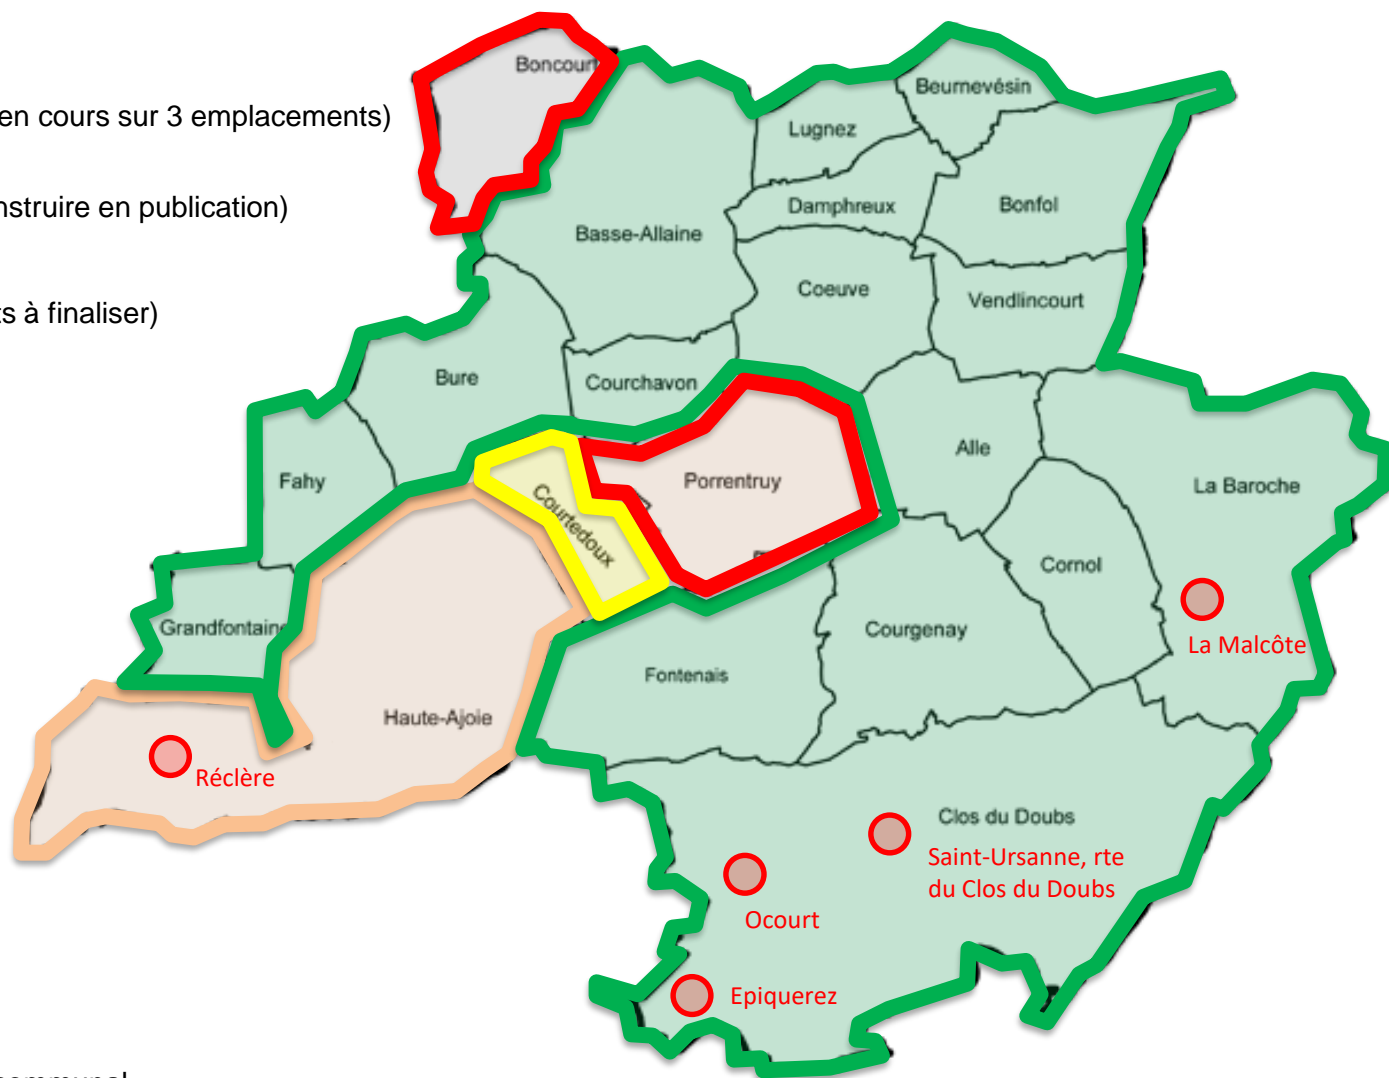 Boncourt
en cours sur 3 emplacements)
Beurnevésin
Lugnez
nstruire en publication)
Damphreux
Bonfol
Basse-Allaine
Coeuve
Vendlincourt
ts à finaliser)
Bure
Courchavon
Alle
Fahy
Porrentruy
La Baroche
Courtedoux
Cornol
Grandfontaine
Courgenay
La Malcôte
Fontenais
Haute-Ajoie
Réclère
Clos du Doubs
Saint-Ursanne, rte
du Clos du Doubs
Ocourt
Epiquerez